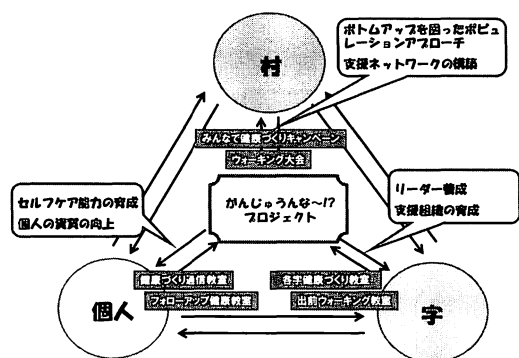 ボトムアップを図ったポピュ
レーションアプローチ
支援ネットワークの構築
村
みんなで健康づくりキャンペーン
ウォーキング大会
セルフケア能力の育成
個人の資質の向上
がんじゅうんな～!?
プロジェクト
リーダー養成
支援組織の育成
健康づくり通信教室
フォローアップ健康教室
各字健康づくり教室
出前ウォーキング教室
個人
字